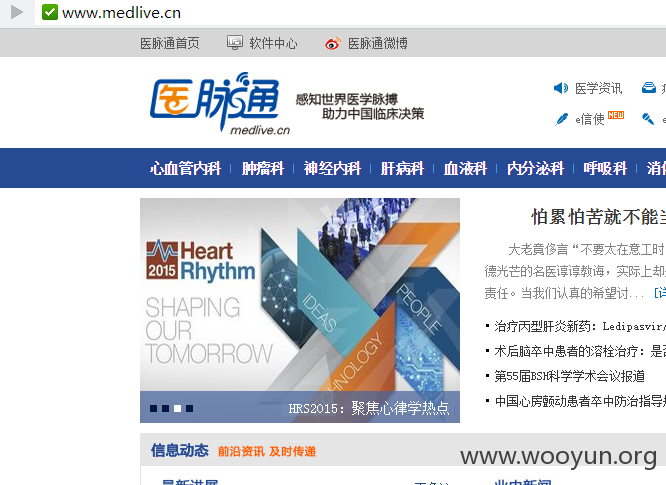 www.medlive.cn
医脉通首页 软件中心 医脉通微博
医脉通
medlive.cn
感知世界医学脉搏
助力中国临床决策
医学资讯
e信使 NEW
心血管内科 肿瘤科 神经内科 肝病科 血液科 内分泌科 呼吸科
Heart
2015 Rhythm
SHAPING
OUR
TOMORROW
IDEAS
PEOPLE
TECHNOLOGY
HRS2015：聚焦心律学热点
怕累怕苦就不能
大老粪侈言“不要太在意工时
德光芒的名医谆谆教诲，实际上却
责任。当我们认真的希望讨...
治疗丙型肝炎新药：Ledipasvir/
术后脑卒中患者的溶栓治疗：是
第55届BSH科学学术会议报道
中国心房颤动患者卒中防治指导
信息动态 前沿资讯 及时传递
www.wooyun.org
最新进展
业内新闻